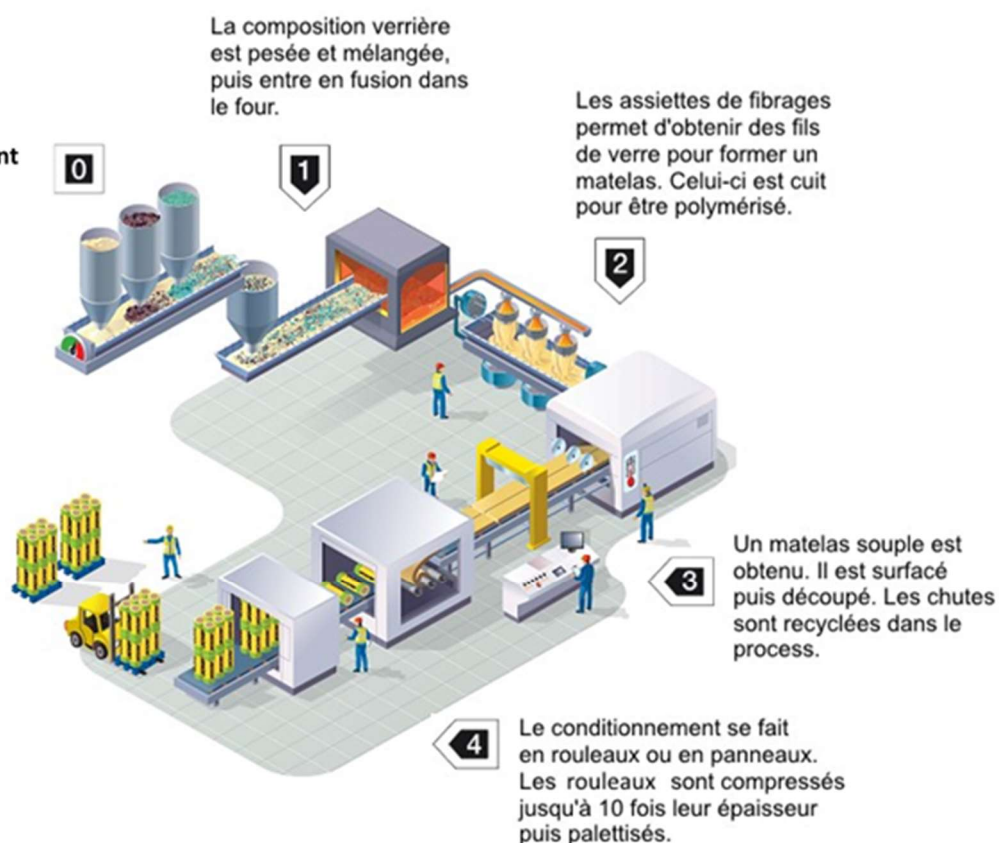 La composition verrière
est pesée et mélangée,
puis entre en fusion dans
le four.
Les assiettes de fibrages
permet d'obtenir des fils
de verre pour former un
matelas. Celui-ci est cuit
pour être polymérisé.
nt
0
1
2
Un matelas souple est
obtenu. Il est surfacé
puis découpé. Les chutes
sont recyclées dans le
process.
3
4
Le conditionnement se fait
en rouleaux ou en panneaux.
Les rouleaux sont compressés
jusqu'à 10 fois leur épaisseur
puis palettisés.